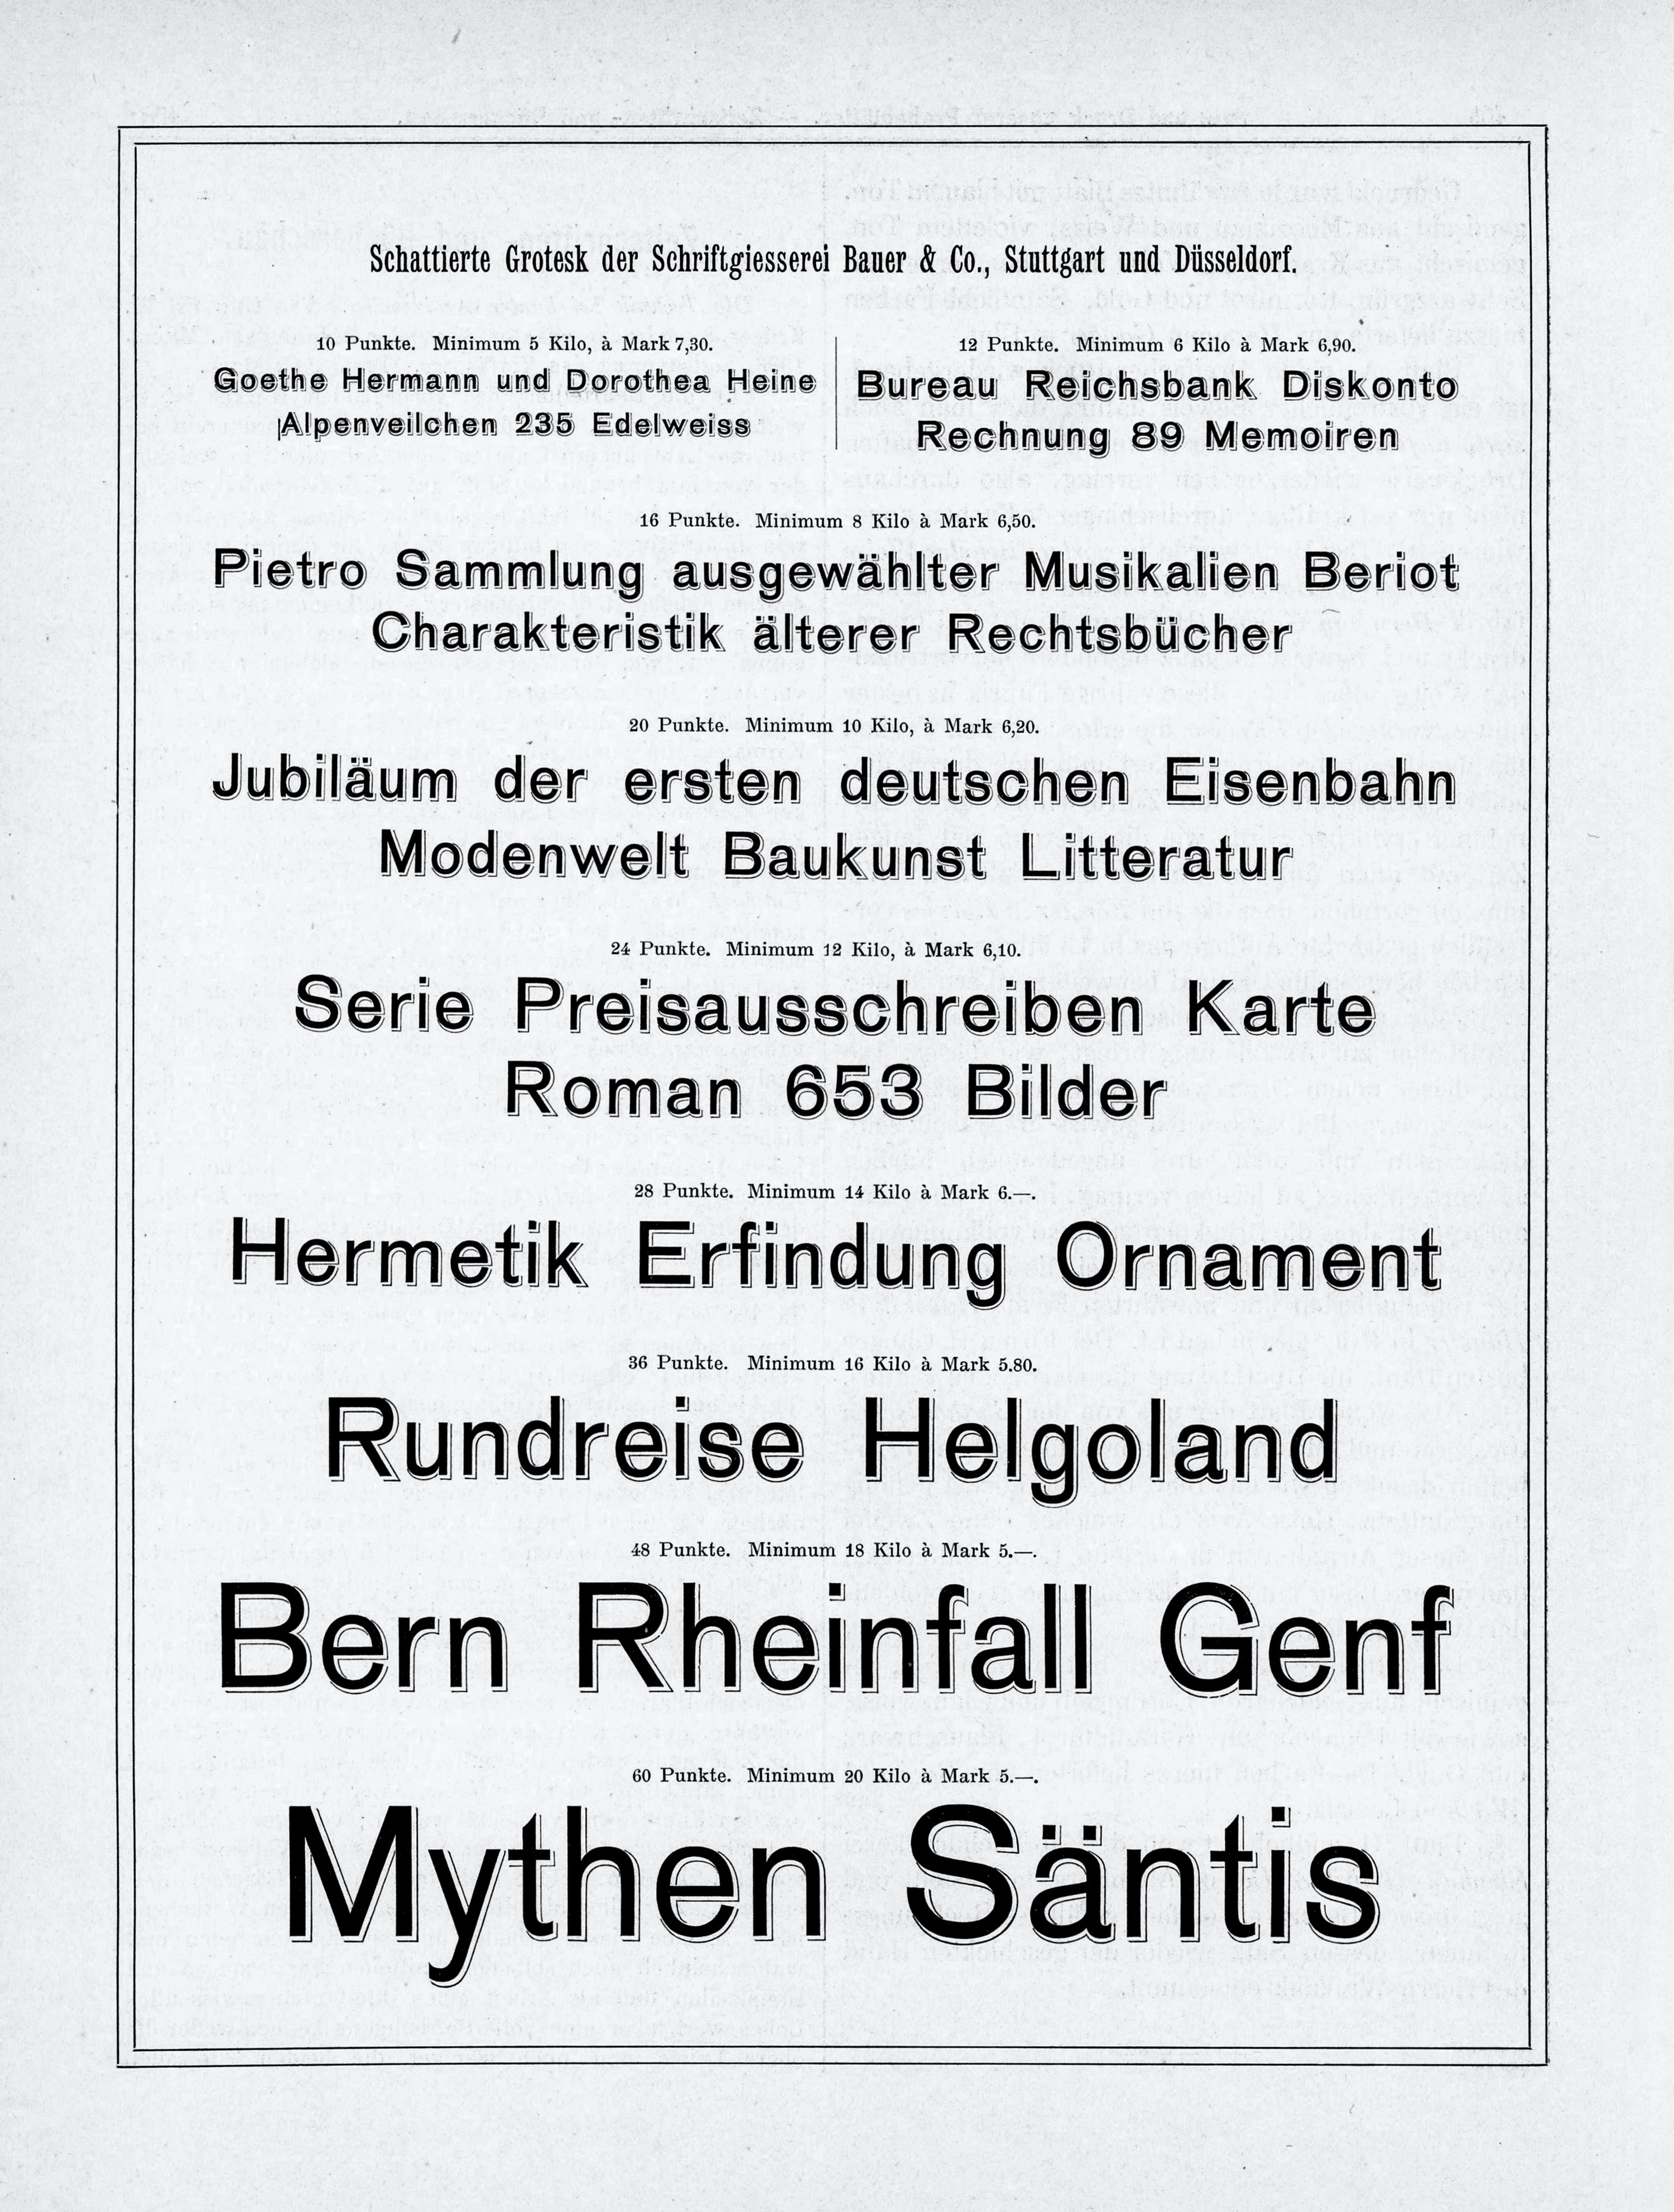 Schattierte Grotesk der Schriftgiesserei Bauer & Co., Stuttgart und Düsseldorf.
10 Punkte. Minimum 5 Kilo, à Mark 7,30.
Goethe Hermann und Dorothea Heine
Alpenveilchen 235 Edelweiss
12 Punkte. Minimum 6 Kilo à Mark 6,90.
Bureau Reichsbank Diskonto
Rechnung 89 Memoiren
16 Punkte. Minimum 8 Kilo à Mark 6,50.
Pietro Sammlung ausgewählter Musikalien Beriot
Charakteristik älterer Rechtsbücher
20 Punkte. Minimum 10 Kilo, à Mark 6,20.
Jubiläum der ersten deutschen Eisenbahn
Modenwelt Baukunst Litteratur
24 Punkte. Minimum 12 Kilo, à Mark 6,10.
Serie Preisausschreiben Karte
Roman 653 Bilder
28 Punkte. Minimum 14 Kilo à Mark 6.—.
Hermetik Erfindung Ornament
36 Punkte. Minimum 16 Kilo à Mark 5.80.
Rundreise Helgoland
48 Punkte. Minimum 18 Kilo à Mark 5.—.
Bern Rheinfall Genf
60 Punkte. Minimum 20 Kilo à Mark 5.—.
Mythen Säntis